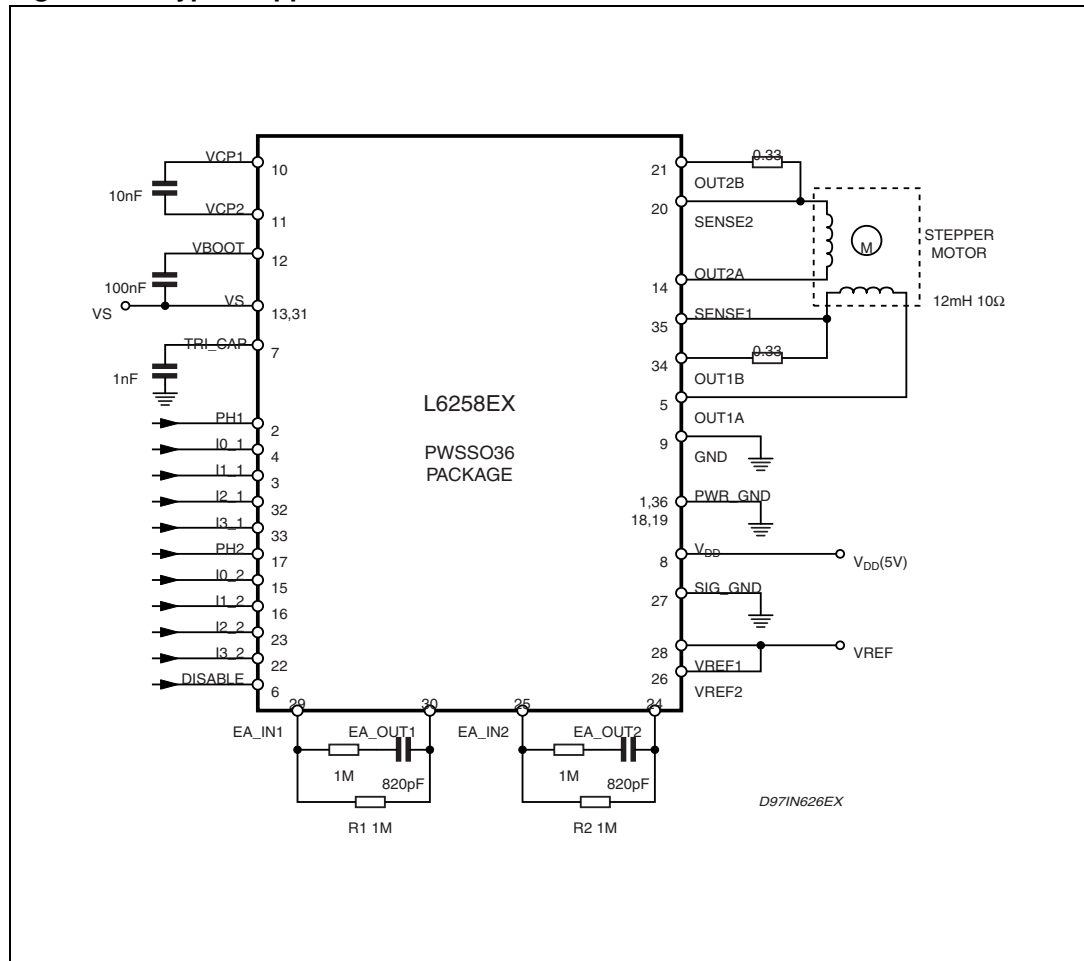 VCP1
10
10nF
VCP2
11
VBOOT
12
100nF
VS
VS
13,31
TRI_CAP
7
1nF
PH1
2
I0_1
4
I1_1
3
I2_1
32
I3_1
33
PH2
17
I0_2
15
I1_2
16
I2_2
23
I3_2
22
DISABLE
6
L6258EX
PWSSO36
PACKAGE
0.33
21
OUT2B
20
SENSE2
M
STEPPER
MOTOR
OUT2A
14
12mH 10Ω
SENSE1
35
0.33
34
OUT1B
5
OUT1A
9
GND
1,36
18,19
PWR_GND
8
VDD
VDD(5V)
SIG_GND
27
28
VREF
VREF1
26
VREF2
29
30
25
24
EA_IN1
EA_OUT1
EA_IN2
EA_OUT2
1M
820pF
1M
820pF
R1 1M
R2 1M
D97IN626EX